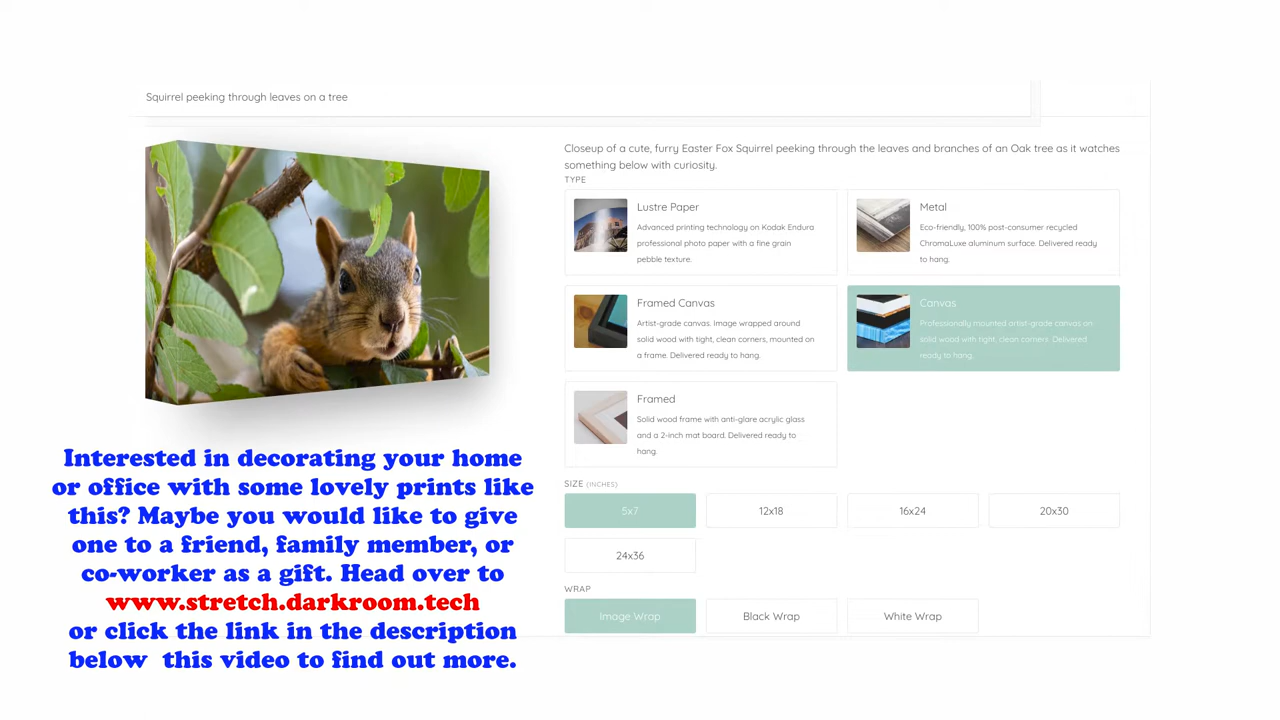 Squirrel peeking through leaves on a tree
Closeup of a cute, furry Easter Fox Squirrel peeking through the leaves and branches of an Oak tree as it watches
something below with curiosity.
TYPE
Lustre Paper
Advanced printing technology on Kodak Endura
professional photo paper with a fine grain
pebble texture.
Metal
Eco-friendly, 100% post-consumer recycled
ChromaLuxe aluminum surface. Delivered ready
to hang.
Framed Canvas
Artist-grade canvas. Image wrapped around
solid wood with tight, clean corners, mounted on
a frame. Delivered ready to hang.
Canvas
Professionally mounted artist-grade canvas on
solid wood with tight, clean corners. Delivered
ready to hang.
Framed
Solid wood frame with anti-glare acrylic glass
and a 2-inch mat board. Delivered ready to
hang.
SIZE (INCHES)
5x7
12x18
16x24
20x30
24x36
WRAP
Image Wrap
Black Wrap
White Wrap
Interested in decorating your home
or office with some lovely prints like
this? Maybe you would like to give
one to a friend, family member, or
co-worker as a gift. Head over to
www.stretch.darkroom.tech
or click the link in the description
below this video to find out more.